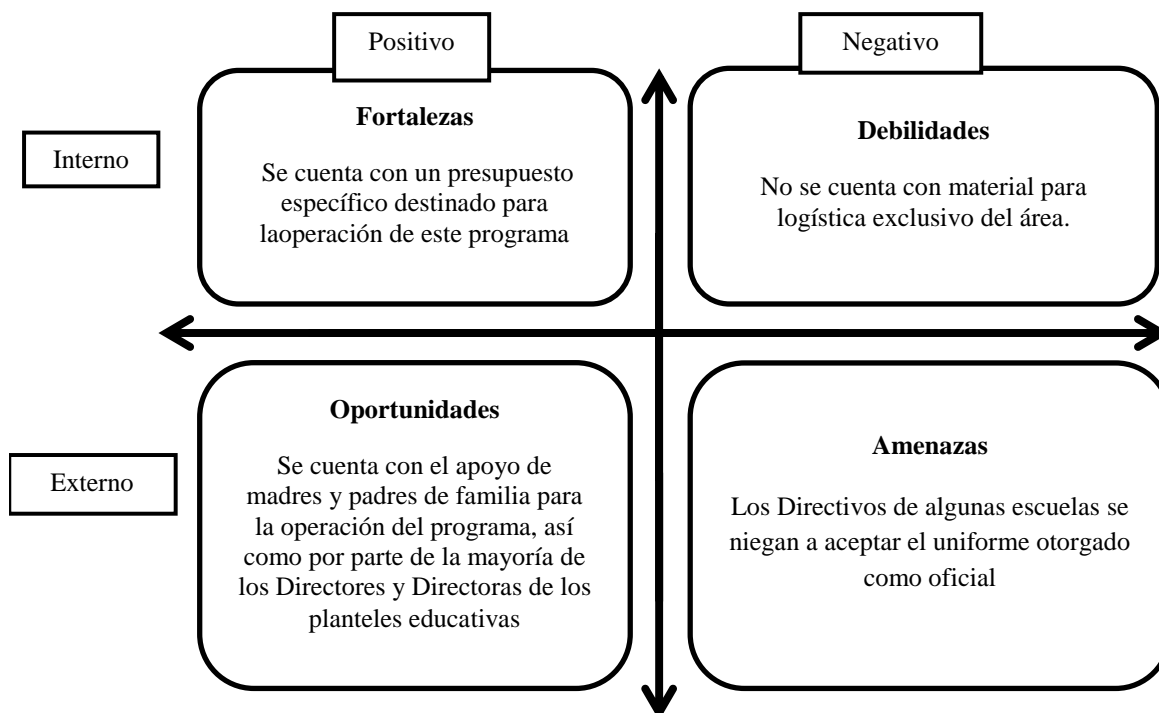 Positivo
Negativo
Interno
Fortalezas
Se cuenta con un presupuesto
específico destinado para
laoperación de este programa
Debilidades
No se cuenta con material para
logística exclusivo del área.
Externo
Oportunidades
Se cuenta con el apoyo de
madres y padres de familia para
la operación del programa, así
como por parte de la mayoría de
los Directores y Directoras de los
planteles educativas
Amenazas
Los Directivos de algunas escuelas se
niegan a aceptar el uniforme otorgado
como oficial